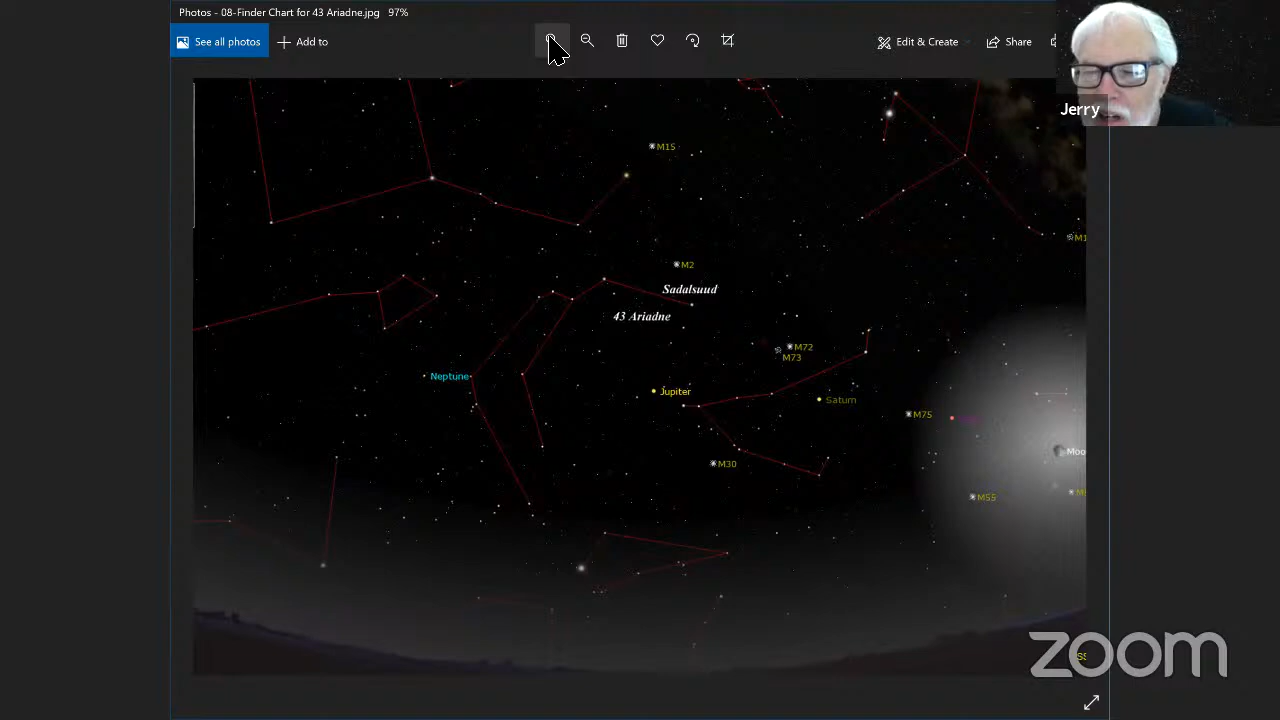 Photos - 08-Finder Chart for 43 Ariadne.jpg 97%
See all photos
Add to
Edit & Create
Share
Jerry
M15
M2
Sadalsuud
43 Ariadne
M72
M73
Neptune
Jupiter
Saturn
M75
M30
M55
zoom